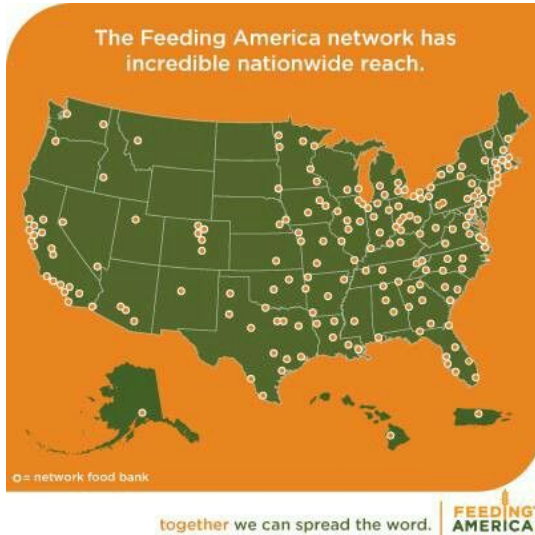 The Feeding America network has
incredible nationwide reach.
= network food bank
together we can spread the word.
FEEDING
AMERICA